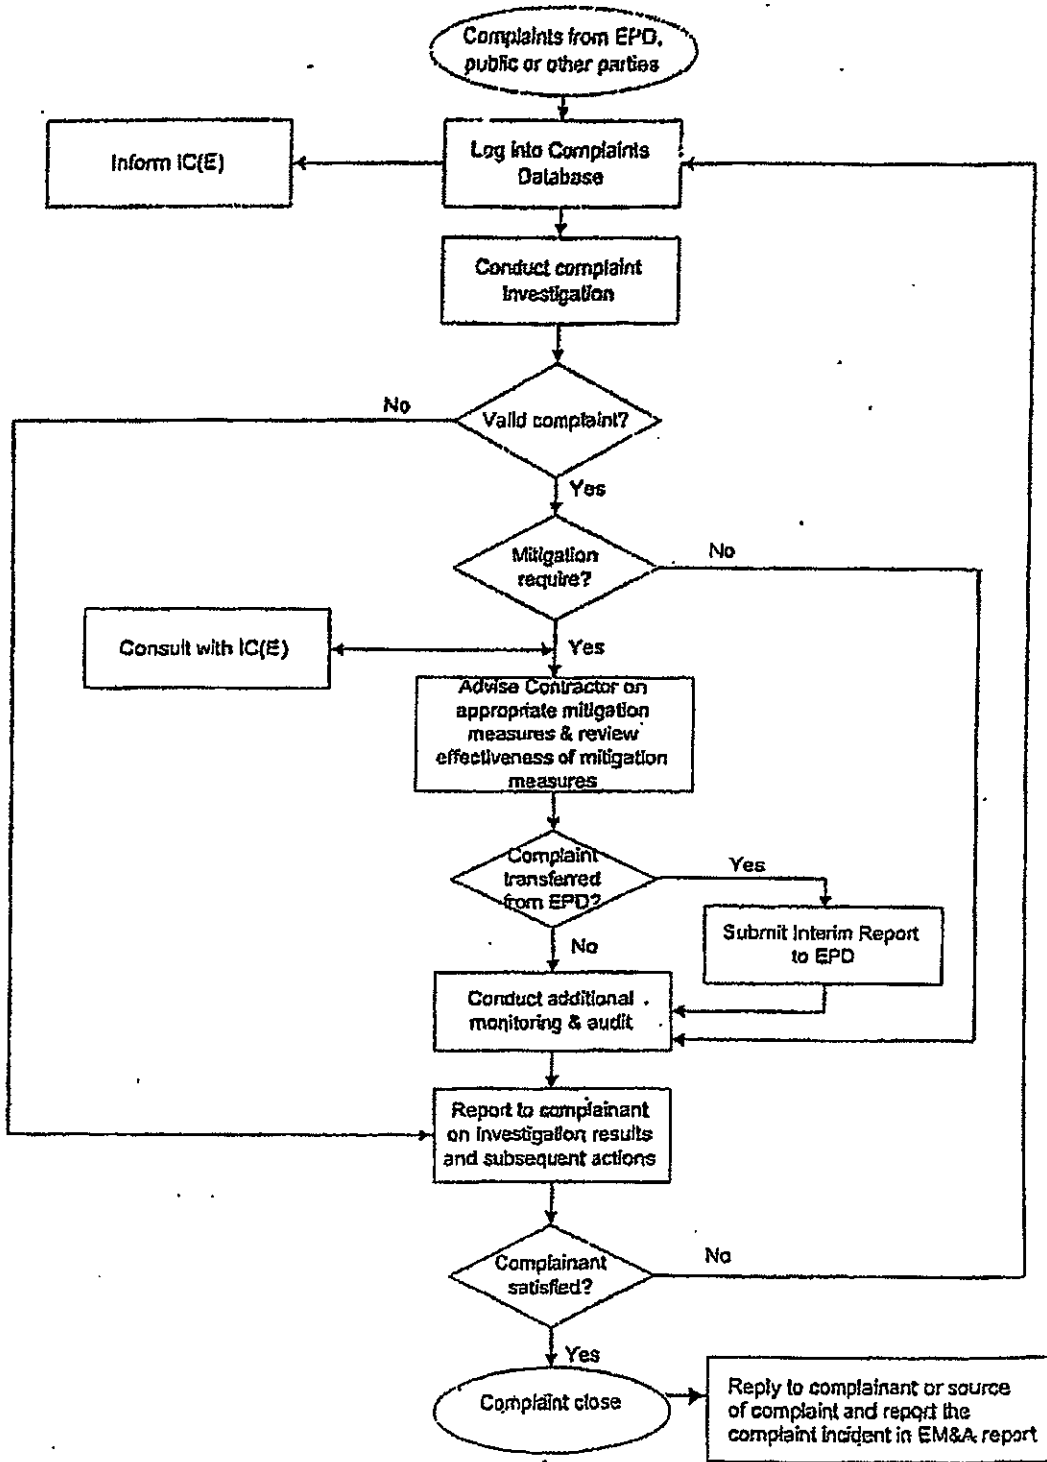 Complaints from EPD,
public or other parties
Inform IC(E)
Log into Complaints
Database
Conduct complaint
Investigation
No
Valid complaint?
Yes
Mitigation
require?
No
Consult with IC(E)
Yes
Advise Contractor on
appropriate mitigation
measures & review
effectiveness of mitigation
measures
Complaint
transferred
from EPD?
Yes
Submit Interim Report
to EPD
No
Conduct additional
monitoring & audit
Report to complainant
on investigation results
and subsequent actions
Complainant
satisfied?
No
Yes
Complaint close
Reply to complainant or source
of complaint and report the
complaint incident in EM&A report